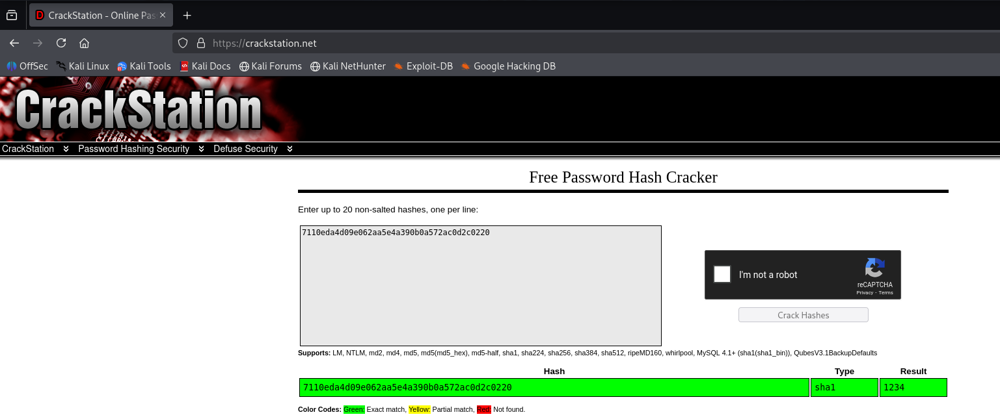 CrackStation - Online Pas
https://crackstation.net
OffSec Kali Linux Kali Tools Kali Docs Kali Forums Kali NetHunter Exploit-DB Google Hacking DB
CrackStation
CrackStation Password Hashing Security Defuse Security
Free Password Hash Cracker
Enter up to 20 non-salted hashes, one per line:
7110eda4d09e062aa5e4a390b0a572ac0d2c0220
I'm not a robot
reCAPTCHA
Privacy - Terms
Crack Hashes
Supports: LM, NTLM, md2, md4, md5, md5(md5_hex), md5-half, sha1, sha224, sha256, sha384, sha512, ripeMD160, whirlpool, MySQL 4.1+ (sha1(sha1_bin)), QubesV3.1BackupDefaults
Hash Type Result
7110eda4d09e062aa5e4a390b0a572ac0d2c0220 sha1 1234
Color Codes: Green: Exact match, Yellow: Partial match, Red: Not found.